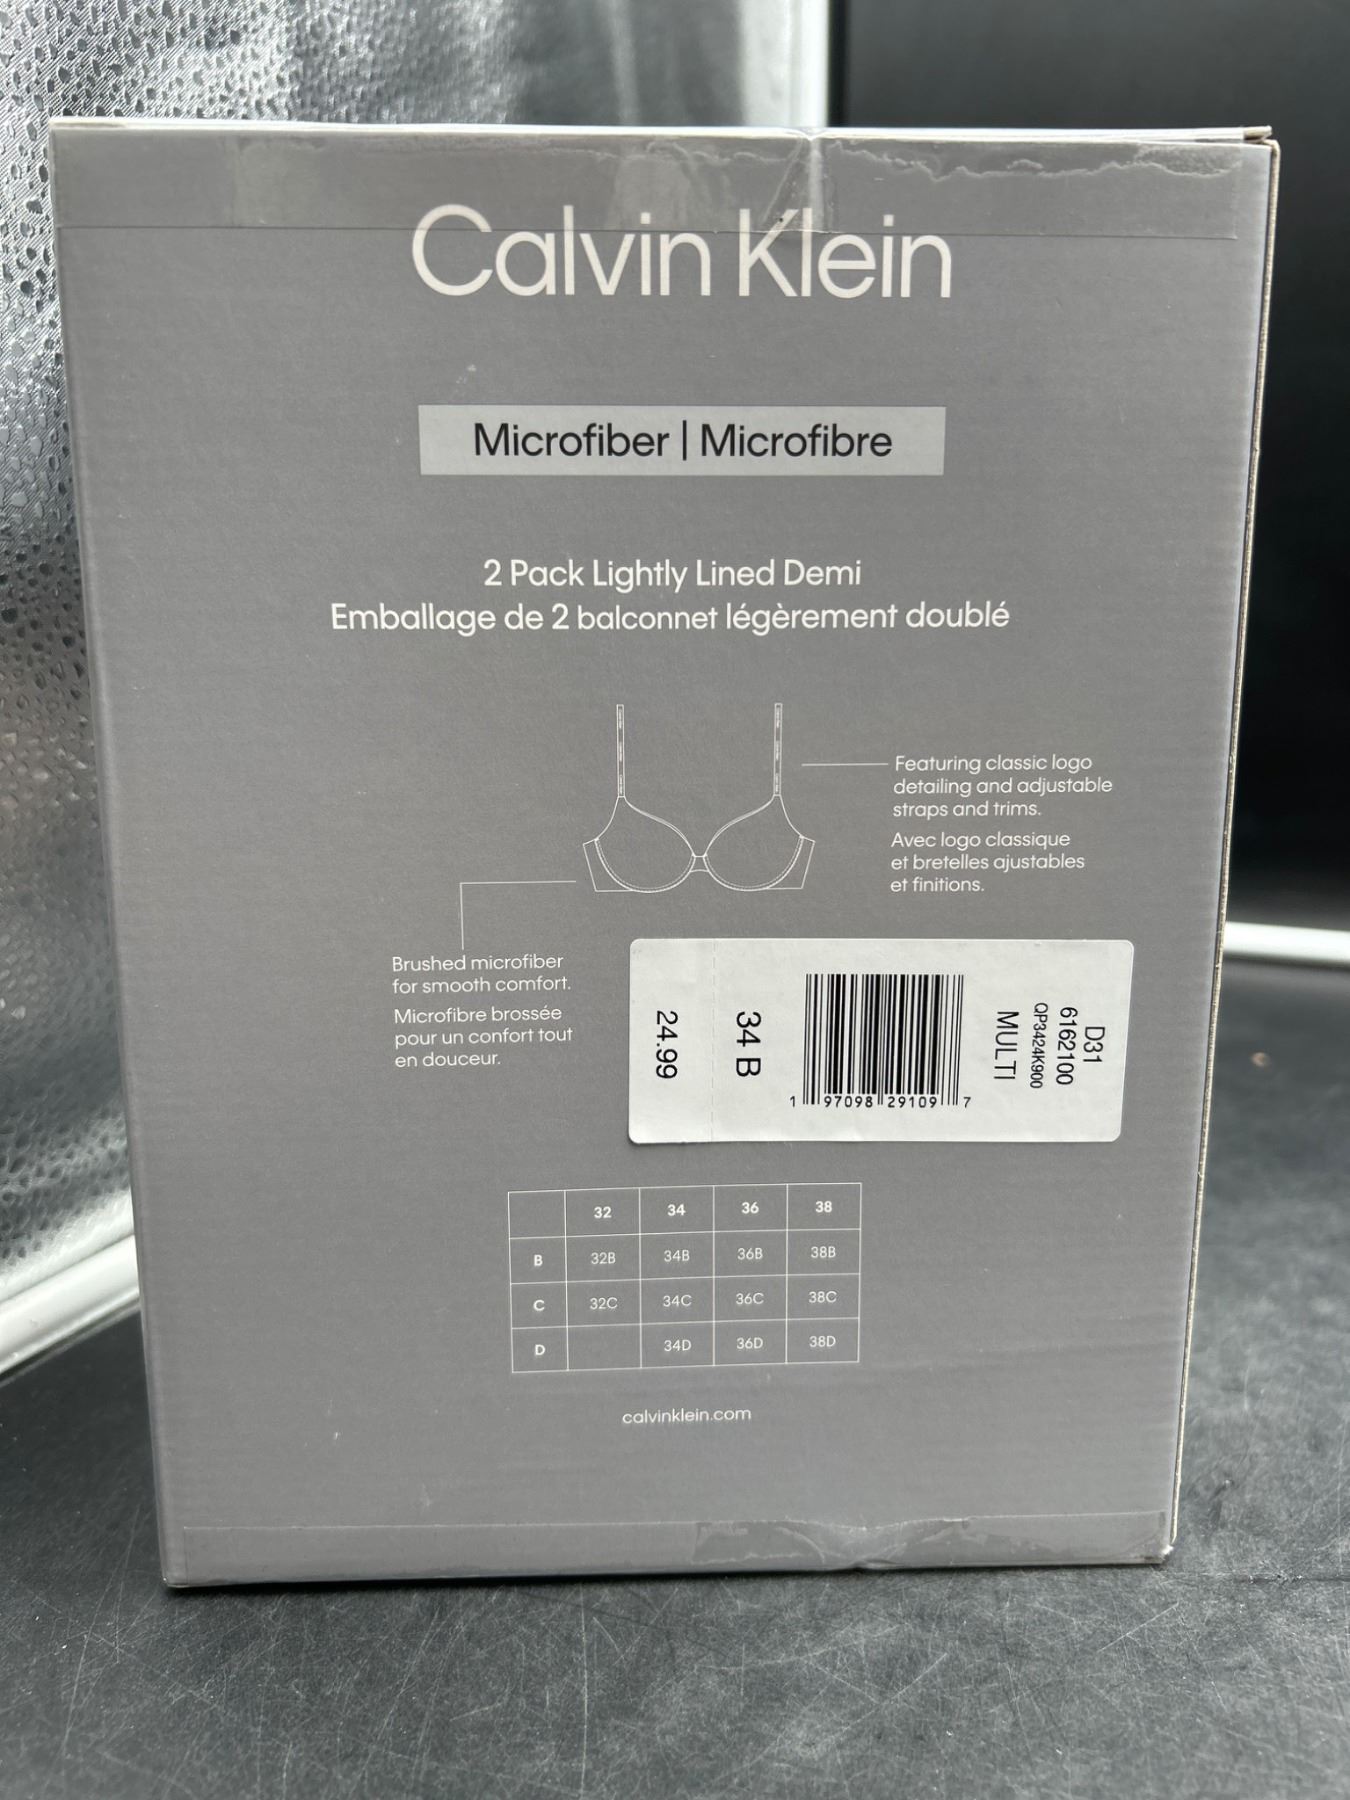 Calvin Klein
Microfiber | Microfibre
2 Pack Lightly Lined Demi
Emballage de 2 balconnet légèrement doublé
Featuring classic logo
detailing and adjustable
straps and trims.
Avec logo classique
et bretelles ajustables
et finitions.
Brushed microfiber
for smooth comfort.
Microfibre brossée
pour un confort tout
en douceur.
D31
6162100
QP3424K900
MULTI
1 97098 29109 7
34 B
24.99
32 34 36 38
B 32B 34B 36B 38B
C 32C 34C 36C 38C
D 34D 36D 38D
calvinklein.com